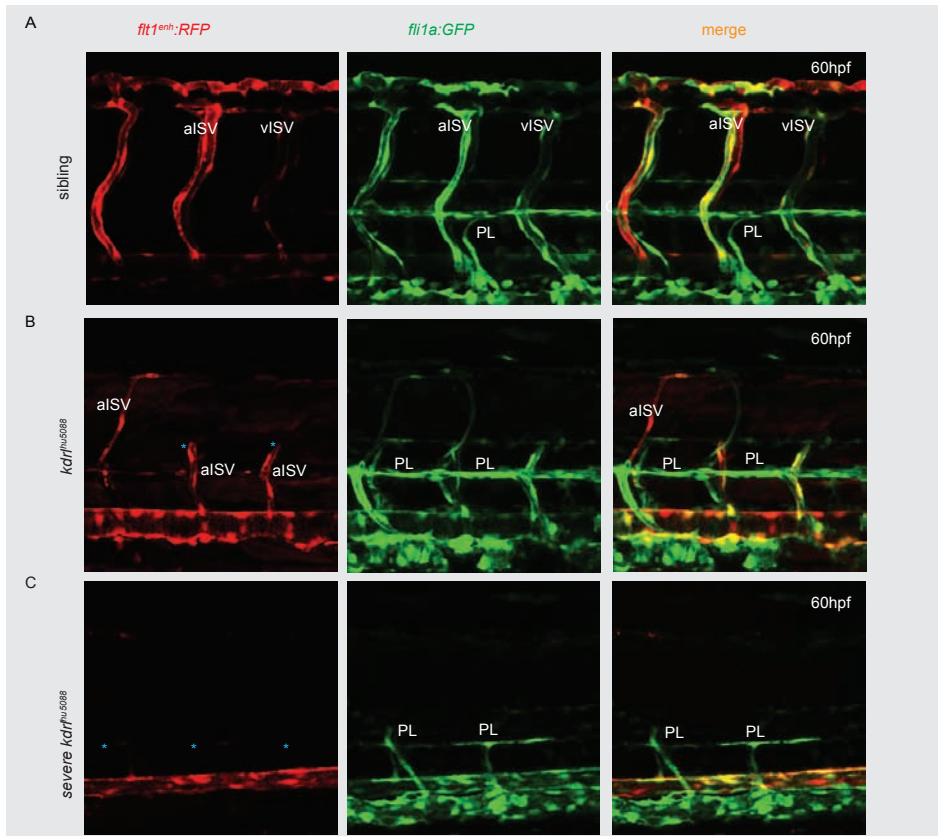 A
flt1enh:RFP
fli1a:GFP
merge
sibling
aISV
aISV
vISV
PL
60hpf
aISV
vISV
PL
B
kdrlhu5088
aISV
*
*
aISV
aISV
PL
PL
60hpf
aISV
PL
PL
C
severe kdrlhu5088
*
*
*
PL
PL
60hpf
PL
PL